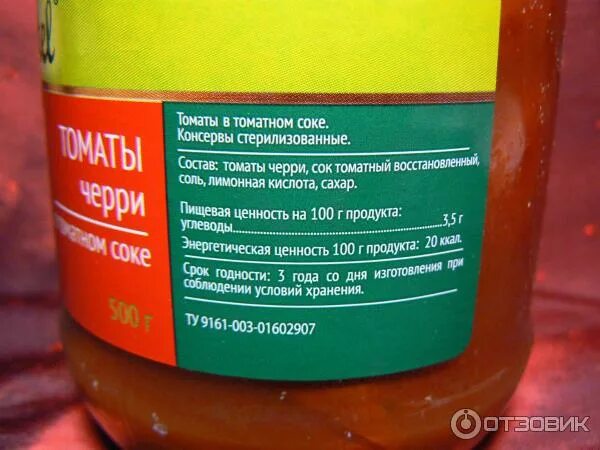 ТОМАТЫ
черри
томатном соке
500 г
Томаты в томатном соке.
Консервы стерилизованные.
Состав: томаты черри, сок томатный восстановленный,
соль, лимонная кислота, сахар.
Пищевая ценность на 100 г продукта:
углеводы.......................................................3,5 г
Энергетическая ценность 100 г продукта: 20 ккал.
Срок годности: 3 года со дня изготовления при
соблюдении условий хранения.
ТУ 9161-003-01602907
ОТЗОВИК